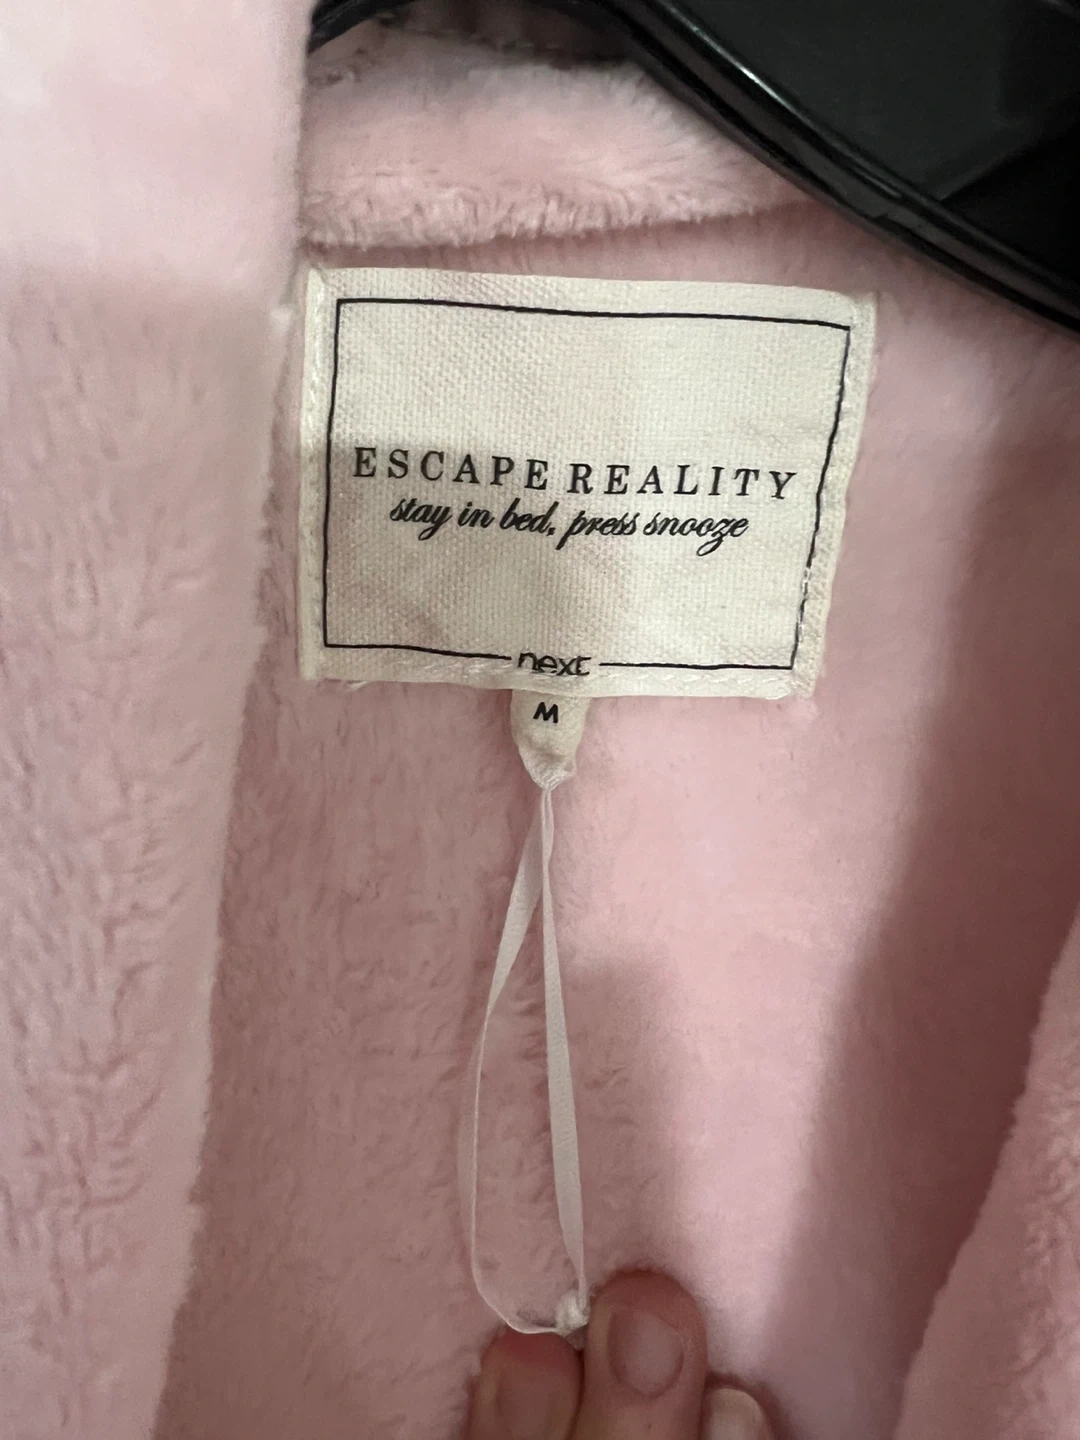 ESCAPE REALITY
stay in bed, press snooze
next
M